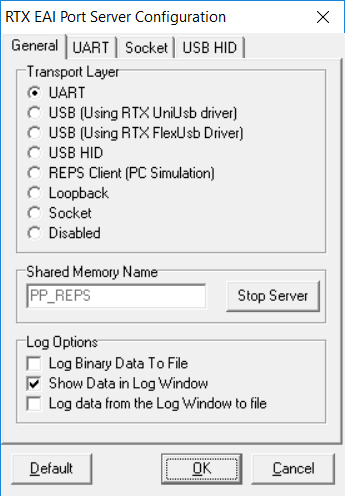 RTX EAI Port Server Configuration
General UART Socket USB HID
Transport Layer
UART
USB (Using RTX UniUsb driver)
USB (Using RTX FlexUsb Driver)
USB HID
REPS Client (PC Simulation)
Loopback
Socket
Disabled
Shared Memory Name
PP_REPS Stop Server
Log Options
Log Binary Data To File
Show Data in Log Window
Log data from the Log Window to file
Default OK Cancel